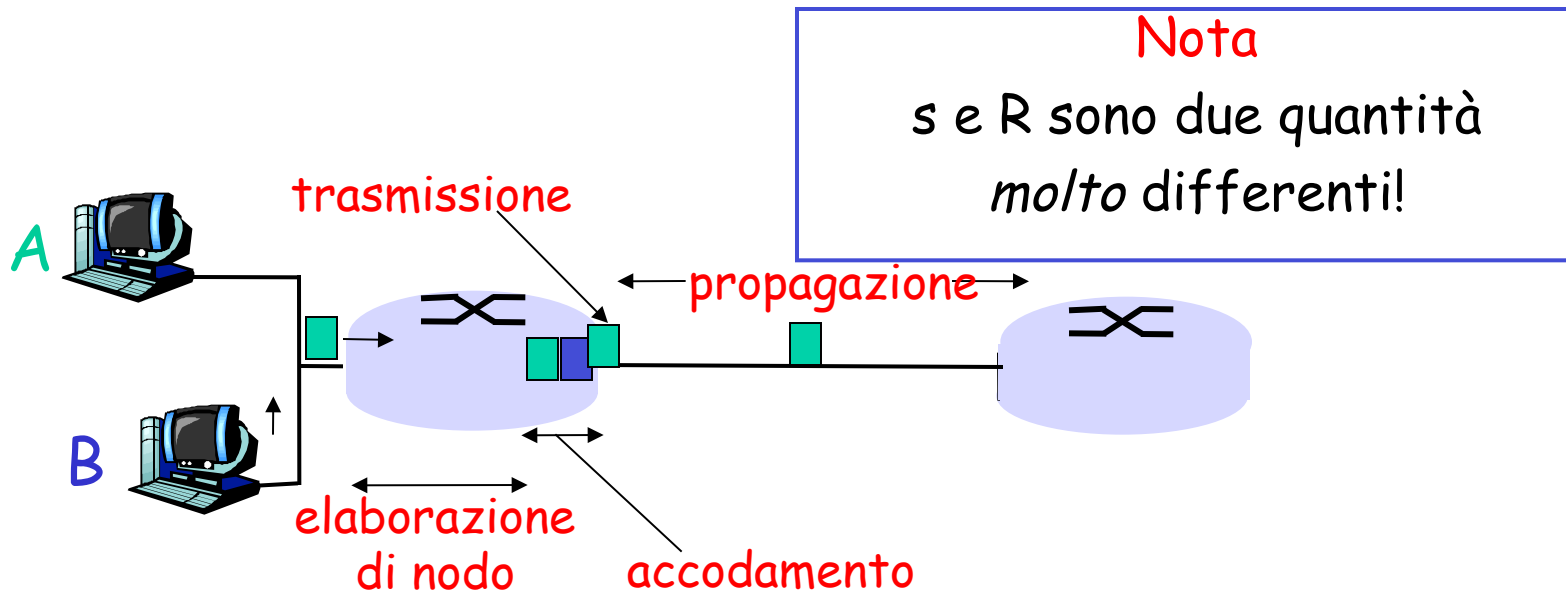 Nota
s e R sono due quantità
molto differenti!
trasmissione
A
propagazione
B
elaborazione
di nodo
accodamento